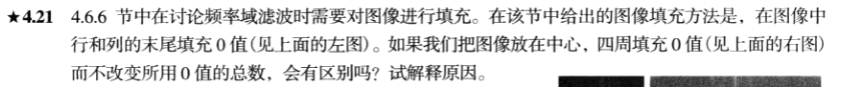 ★4.21 4.6.6 节中在讨论频率域滤波时需要对图像进行填充。在该节中给出的图像填充方法是，在图像中
行和列的末尾填充 0 值(见上面的左图)。如果我们把图像放在中心，四周填充 0 值(见上面的右图)
而不改变所用 0 值的总数，会有区别吗？试解释原因。